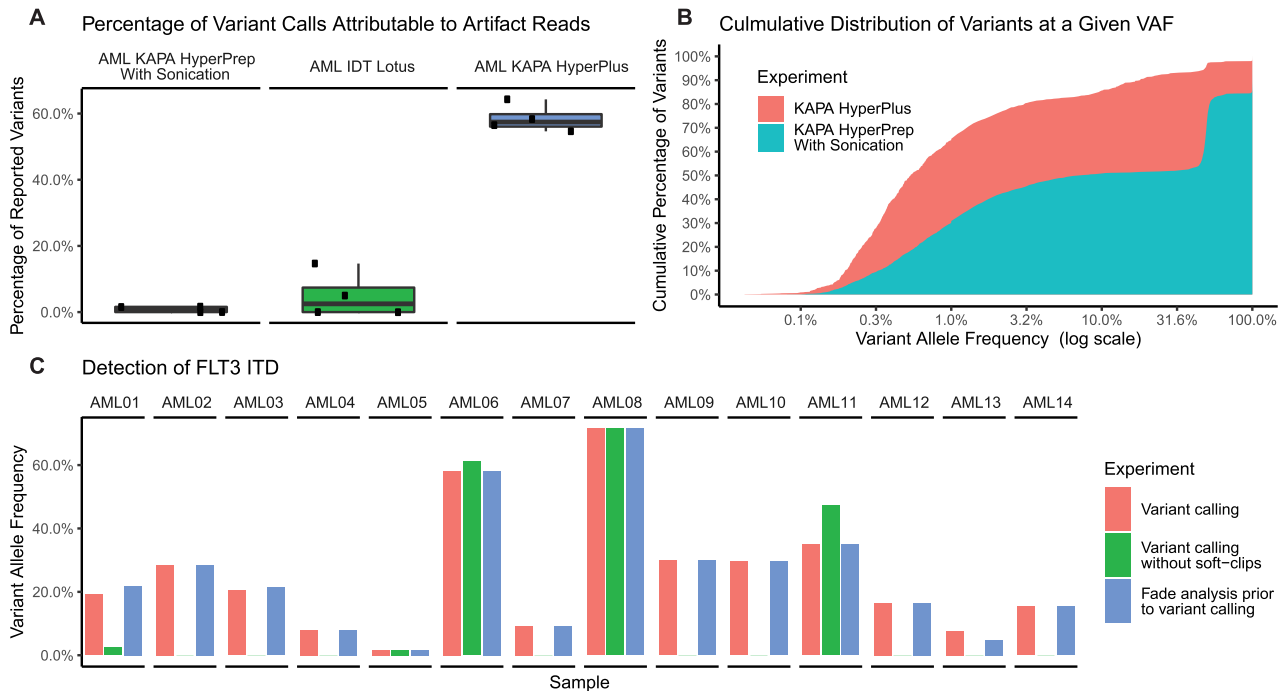 A
Percentage of Variant Calls Attributable to Artifact Reads
AML KAPA HyperPrep
With Sonication
AML IDT Lotus
AML KAPA HyperPlus
Percentage of Reported Variants
60.0%
40.0%
20.0%
0.0%
B
Culmulative Distribution of Variants at a Given VAF
Cumulative Percentage of Variants
100%
90%
80%
70%
60%
50%
40%
30%
20%
10%
0%
Experiment
KAPA HyperPlus
KAPA HyperPrep
With Sonication
0.1% 0.3% 1.0% 3.2% 10.0% 31.6% 100.0%
Variant Allele Frequency (log scale)
C
Detection of FLT3 ITD
AML01 AML02 AML03 AML04 AML05 AML06 AML07 AML08 AML09 AML10 AML11 AML12 AML13 AML14
Variant Allele Frequency
60.0%
40.0%
20.0%
0.0%
Sample
Experiment
Variant calling
Variant calling
without soft−clips
Fade analysis prior
to variant calling